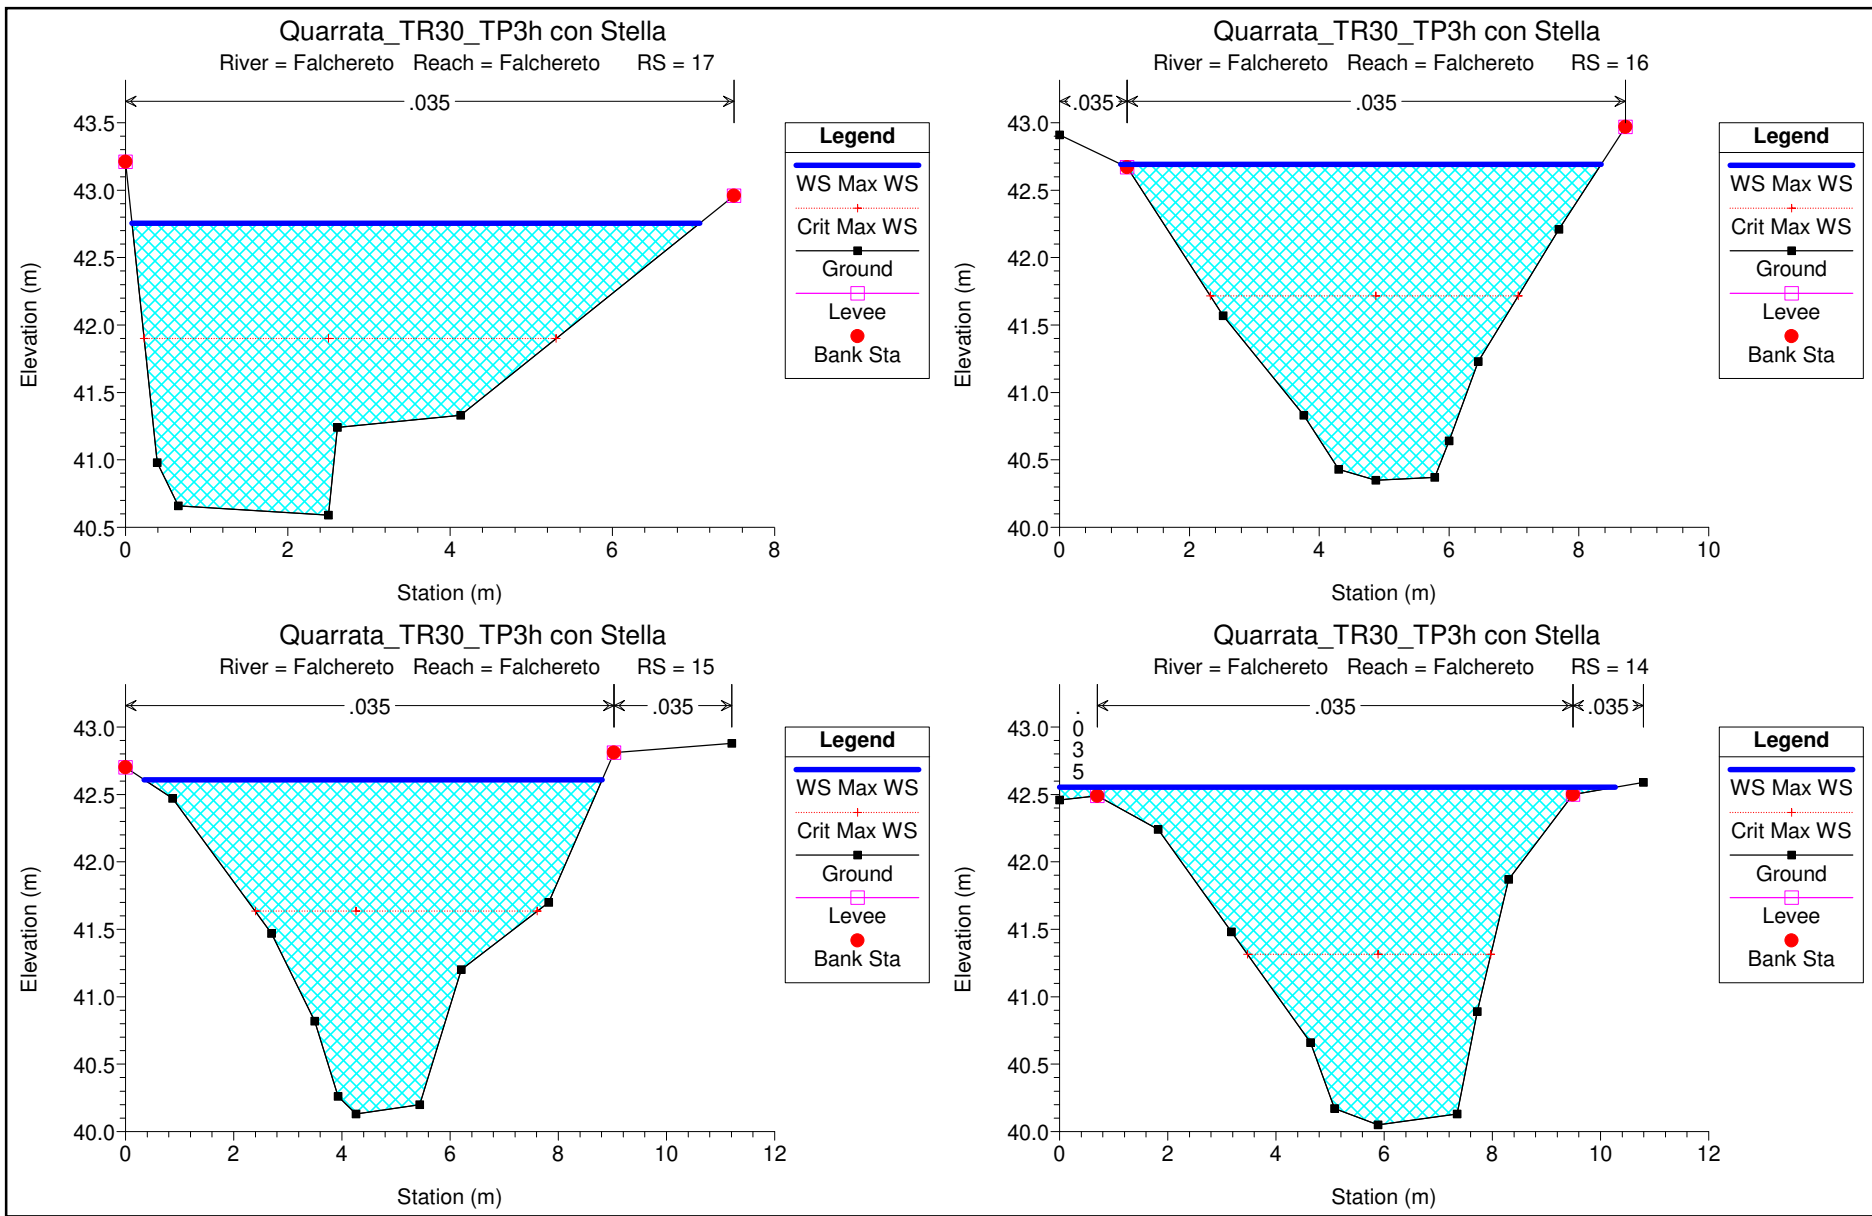 Quarrata_TR30_TP3h con Stella
River = Falchereto Reach = Falchereto RS = 17
.035
43.5
43.0
42.5
42.0
41.5
41.0
40.5
0 2 4 6 8
Elevation (m)
Station (m)
Legend
WS Max WS
Crit Max WS
Ground
Levee
Bank Sta
Quarrata_TR30_TP3h con Stella
River = Falchereto Reach = Falchereto RS = 16
.035 .035
43.0
42.5
42.0
41.5
41.0
40.5
40.0
0 2 4 6 8 10
Elevation (m)
Station (m)
Legend
WS Max WS
Crit Max WS
Ground
Levee
Bank Sta
Quarrata_TR30_TP3h con Stella
River = Falchereto Reach = Falchereto RS = 15
.035 .035
43.0
42.5
42.0
41.5
41.0
40.5
40.0
0 2 4 6 8 10 12
Elevation (m)
Station (m)
Legend
WS Max WS
Crit Max WS
Ground
Levee
Bank Sta
Quarrata_TR30_TP3h con Stella
River = Falchereto Reach = Falchereto RS = 14
.035 .035 .035
43.0
42.5
42.0
41.5
41.0
40.5
40.0
0 2 4 6 8 10 12
Elevation (m)
Station (m)
Legend
WS Max WS
Crit Max WS
Ground
Levee
Bank Sta